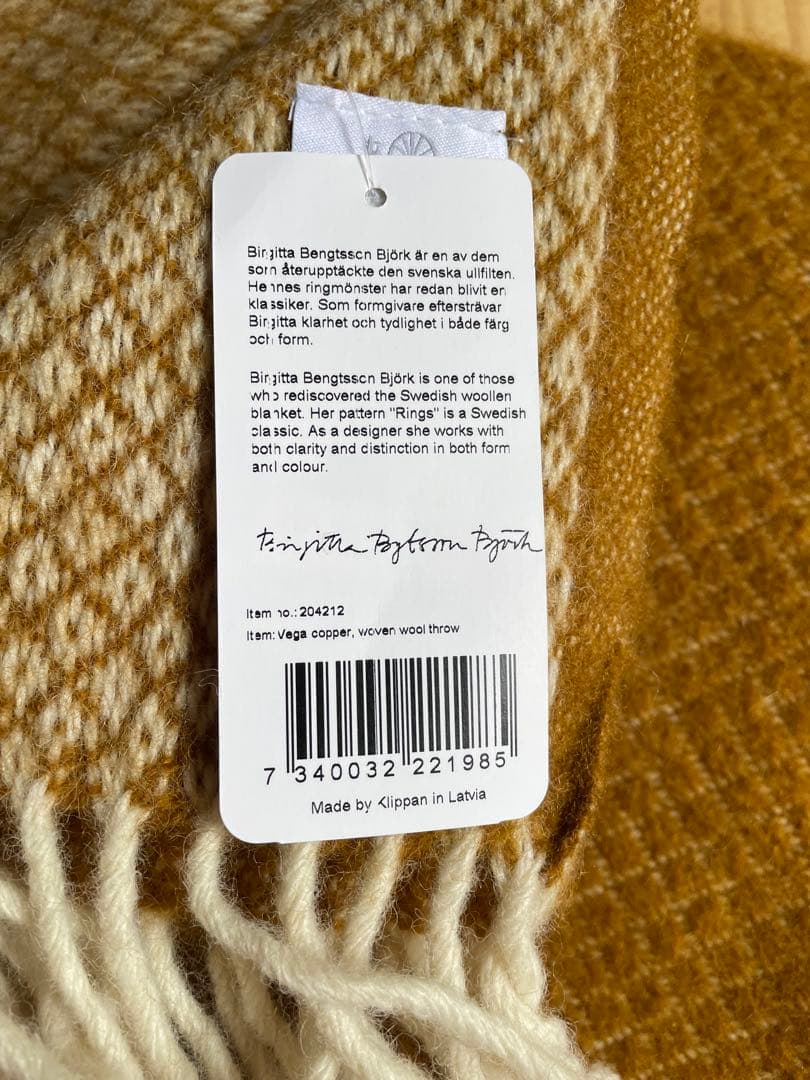 Birgitta Bengtsson Björk är en av dem
som återupptäckte den svenska ullfilten.
Hennes ringmönster har redan blivit en
klassiker. Som formgivare eftersträvar
Birgitta klarhet och tydlighet i både färg
och form.
Birgitta Bengtsson Björk is one of those
who rediscovered the Swedish woollen
blanket. Her pattern "Rings" is a Swedish
classic. As a designer she works with
both clarity and distinction in both form
and colour.
Birgitta Bengtsson Björk
Item no.: 204212
Item: Vega copper, woven wool throw
7 340032 221985
Made by Klippan in Latvia